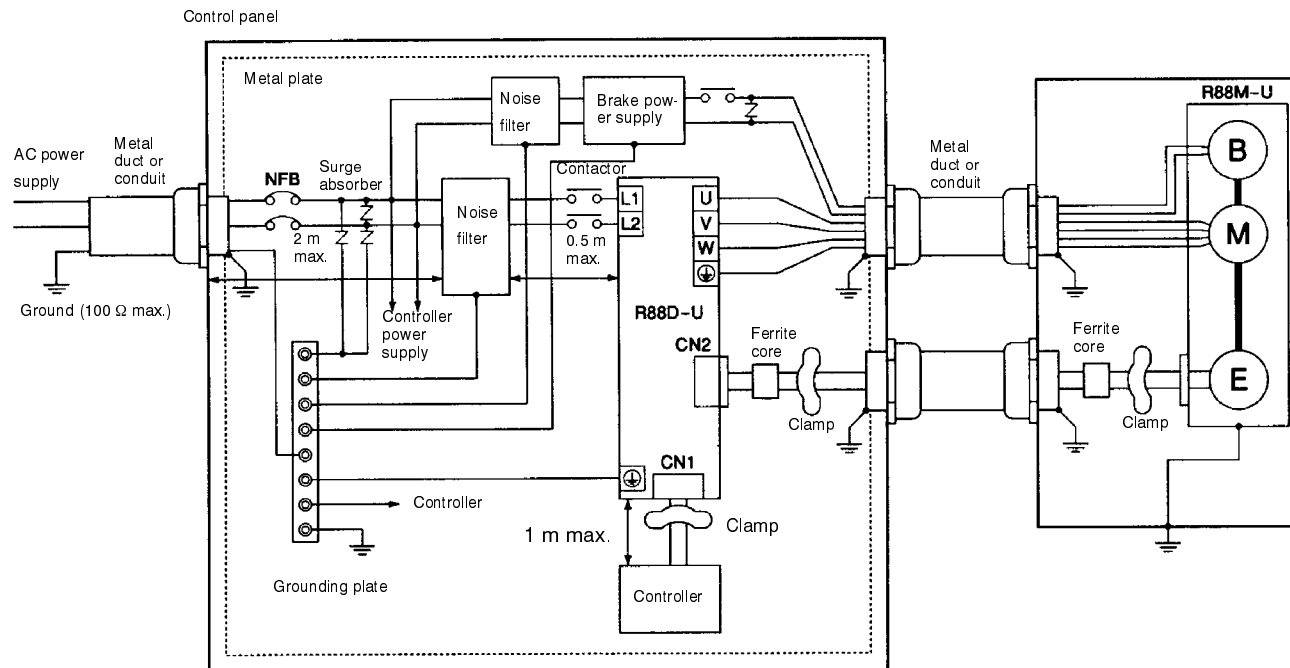 Control panel
Metal plate
R88M-U
Noise
filter
Brake pow-
er supply
B
AC power
supply
Metal
duct or
conduit
NFB
Surge
absorber
Contactor
Metal
duct or
conduit
L1
U
Noise
filter
L2
V
M
2 m
max.
0.5 m
max.
W
Ground (100 Ω max.)
Controller
power
supply
R88D-U
CN2
Ferrite
core
Ferrite
core
E
Clamp
Clamp
CN1
Controller
1 m max.
Clamp
Grounding plate
Controller